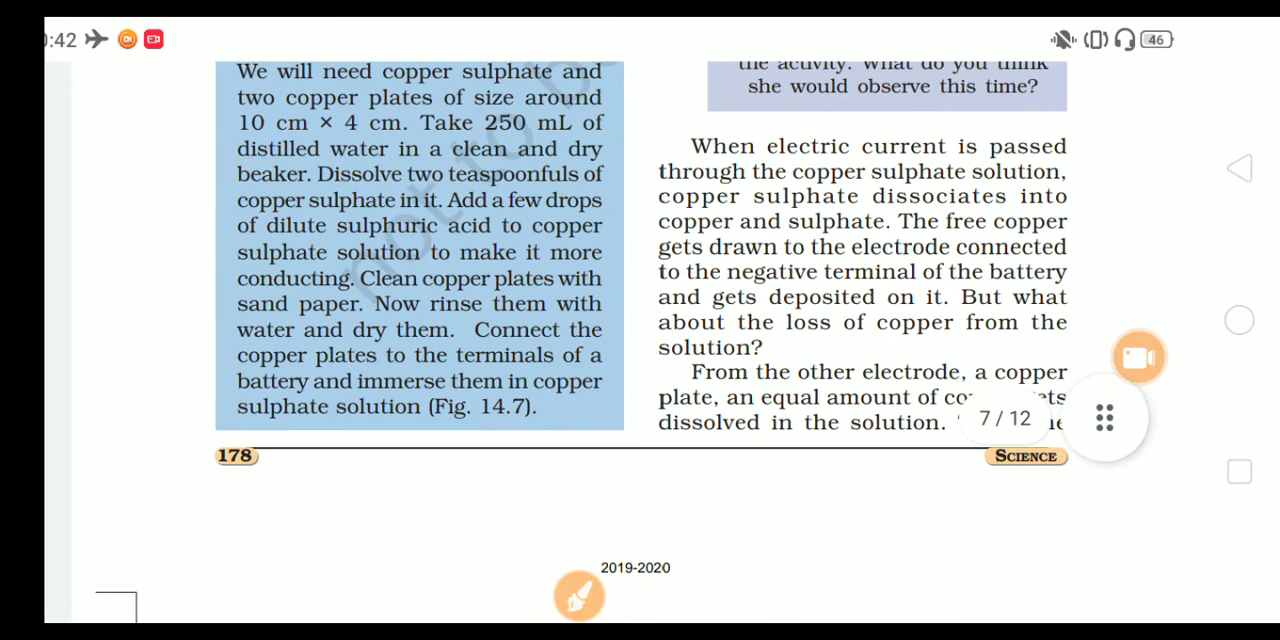 :42
46
We will need copper sulphate and
two copper plates of size around
10 cm × 4 cm. Take 250 mL of
distilled water in a clean and dry
beaker. Dissolve two teaspoonfuls of
copper sulphate in it. Add a few drops
of dilute sulphuric acid to copper
sulphate solution to make it more
conducting. Clean copper plates with
sand paper. Now rinse them with
water and dry them. Connect the
copper plates to the terminals of a
battery and immerse them in copper
sulphate solution (Fig. 14.7).
not to b
the activity. What do you think
she would observe this time?
When electric current is passed
through the copper sulphate solution,
copper sulphate dissociates into
copper and sulphate. The free copper
gets drawn to the electrode connected
to the negative terminal of the battery
and gets deposited on it. But what
about the loss of copper from the
solution?
From the other electrode, a copper
plate, an equal amount of
dissolved in the solution.
7 / 12
178
SCIENCE
2019-2020